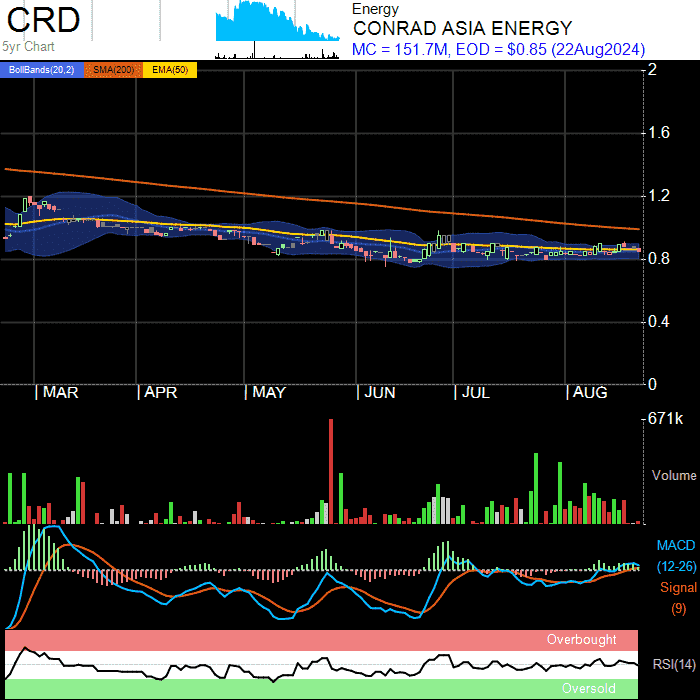 CRD
5yr Chart
Energy
CONRAD ASIA ENERGY
MC = 151.7M, EOD = $0.85 (22Aug2024)
BollBands(20,2) SMA(200) EMA(50)
2
1.6
1.2
0.8
0.4
0
MAR APR MAY JUN JUL AUG
671k
Volume
MACD
(12-26)
Signal
(9)
Overbought
RSI(14)
Oversold